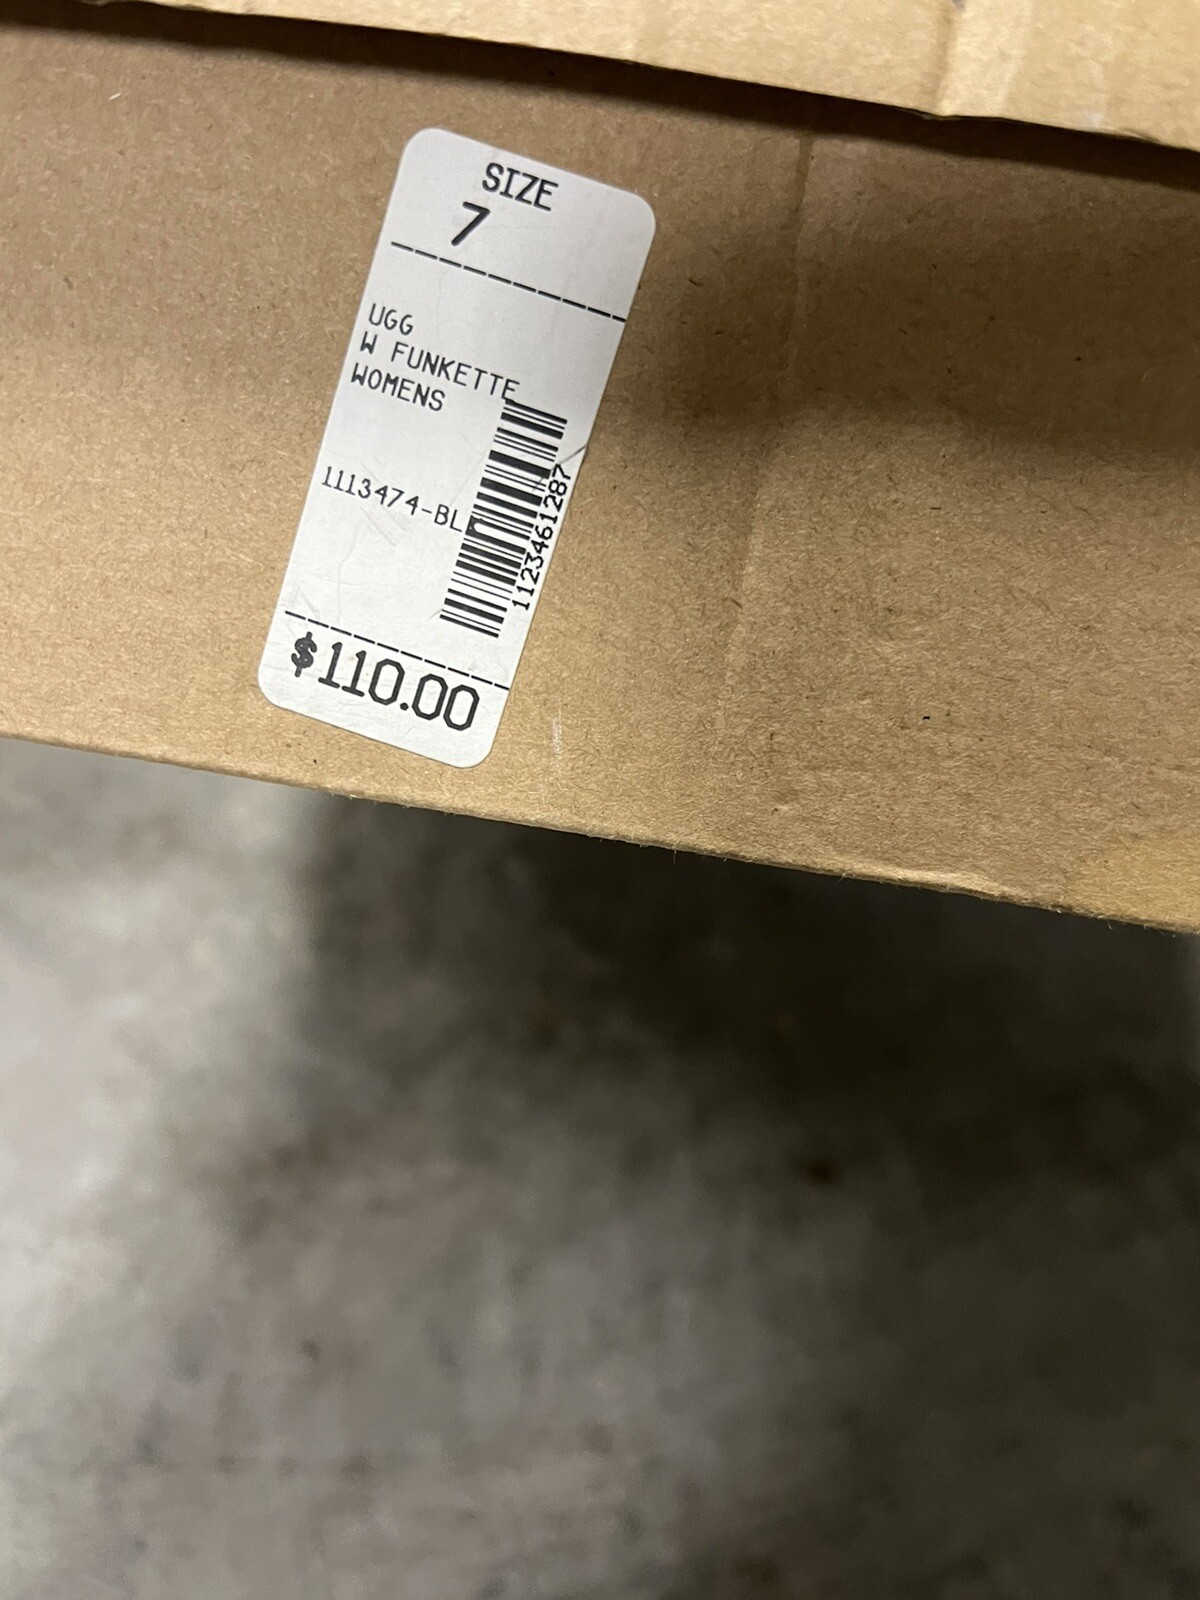 SIZE
7
UGG
W FUNKETTE
WOMENS
1113474-BL
1123461287
$110.00